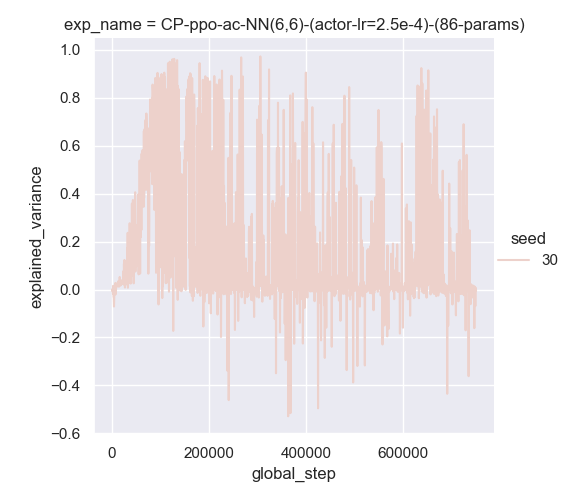 exp_name = CP-ppo-ac-NN(6,6)-(actor-lr=2.5e-4)-(86-params)
1.0
0.8
0.6
0.4
0.2
0.0
−0.2
−0.4
−0.6
explained_variance
0 200000 400000 600000
global_step
seed
30